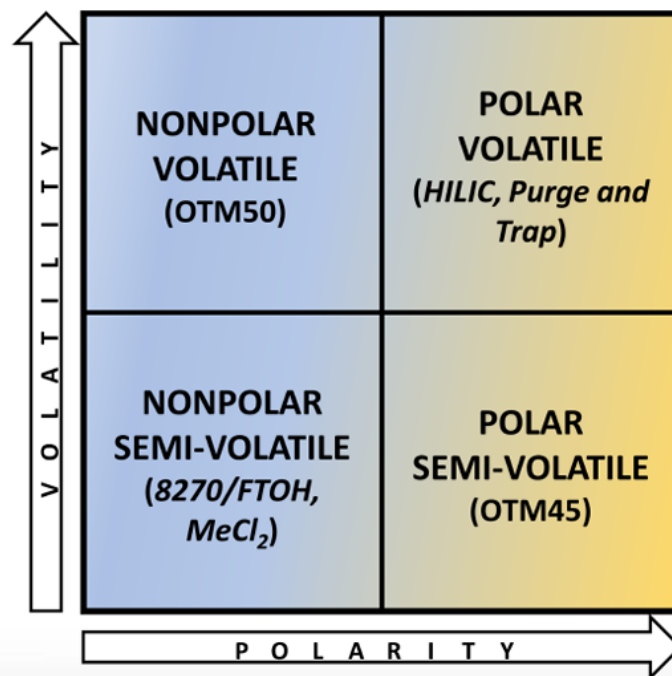 VOLATILITY
NONPOLAR
VOLATILE
(OTM50)
POLAR
VOLATILE
(HILIC, Purge and
Trap)
NONPOLAR
SEMI-VOLATILE
(8270/FTOH,
MeCl₂)
POLAR
SEMI-VOLATILE
(OTM45)
POLARITY